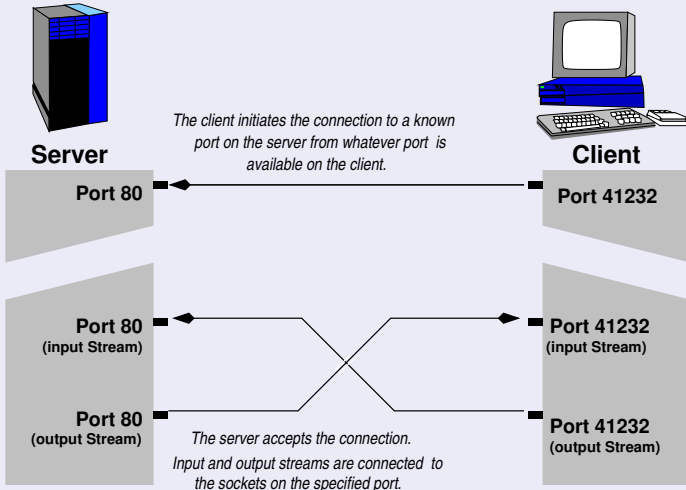 The client initiates the connection to a known
port on the server from whatever port is
available on the client.
Server
Client
Port 80
Port 41232
Port 80
(input Stream)
Port 41232
(input Stream)
Port 80
(output Stream)
Port 41232
(output Stream)
The server accepts the connection.
Input and output streams are connected to
the sockets on the specified port.